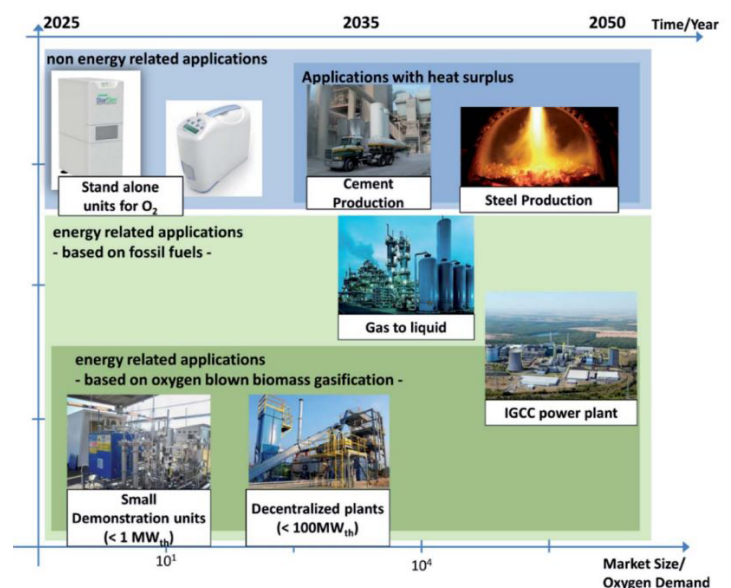 2025
2035
2050
Time/Year
non energy related applications
Applications with heat surplus
Stand alone
units for O₂
Cement
Production
Steel Production
energy related applications
- based on fossil fuels -
Gas to liquid
energy related applications
- based on oxygen blown biomass gasification -
IGCC power plant
Small
Demonstration units
(< 1 MWₜₕ)
Decentralized plants
(< 100MWₜₕ)
10¹
10⁴
Market Size/
Oxygen Demand